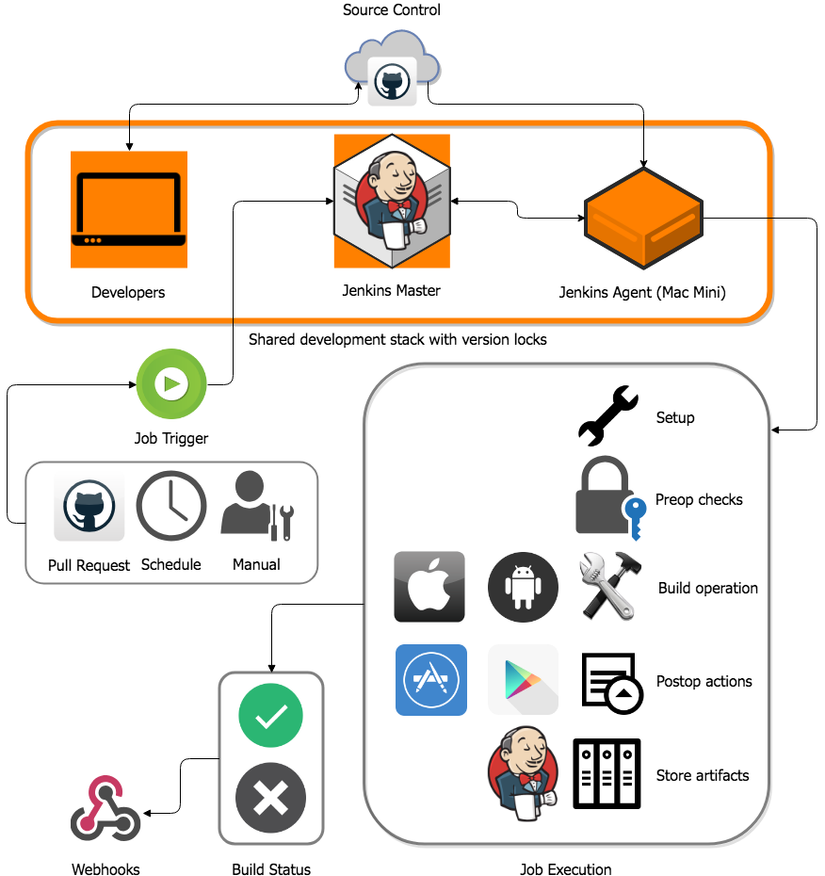 Source Control
Developers
Jenkins Master
Jenkins Agent (Mac Mini)
Shared development stack with version locks
Job Trigger
Pull Request
Schedule
Manual
Setup
Preop checks
Build operation
Postop actions
Store artifacts
Webhooks
Build Status
Job Execution